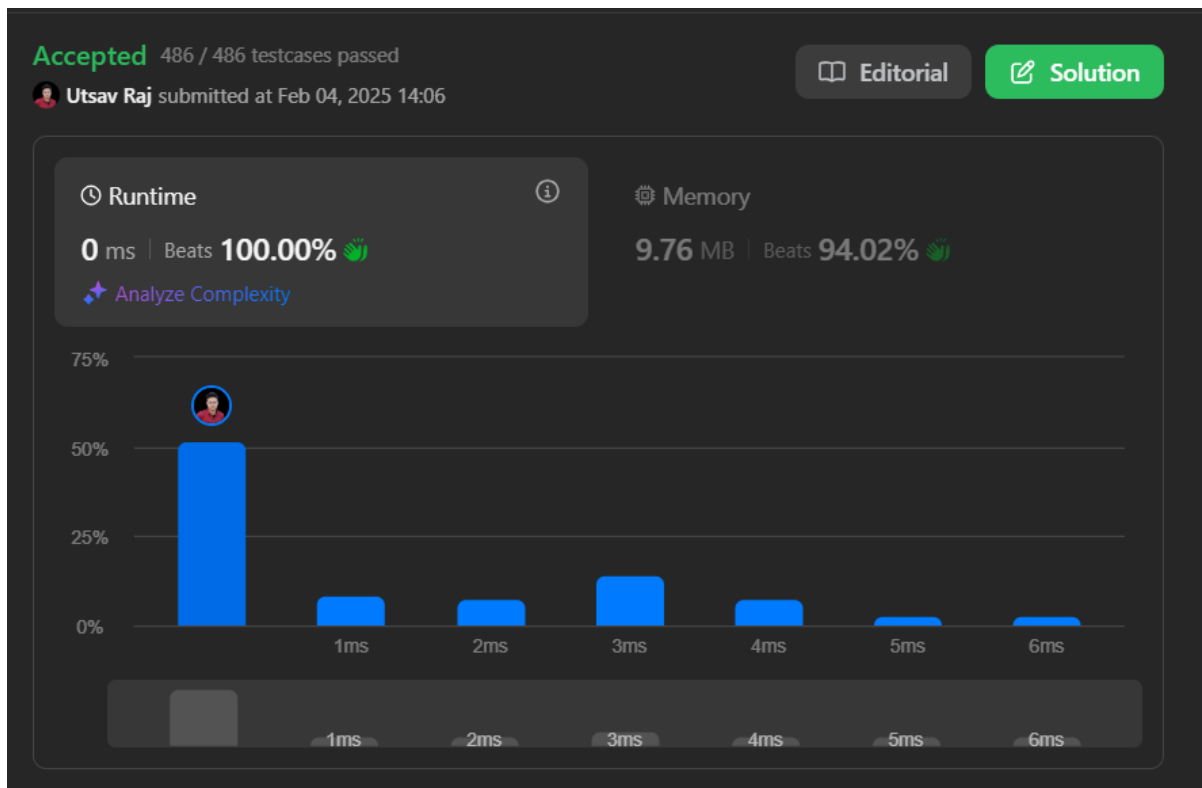 Accepted 486 / 486 testcases passed
Editorial
Solution
Utsav Raj submitted at Feb 04, 2025 14:06
Runtime
0 ms | Beats 100.00%
Analyze Complexity
Memory
9.76 MB | Beats 94.02%
75%
50%
25%
0%
1ms 2ms 3ms 4ms 5ms 6ms
1ms 2ms 3ms 4ms 5ms 6ms